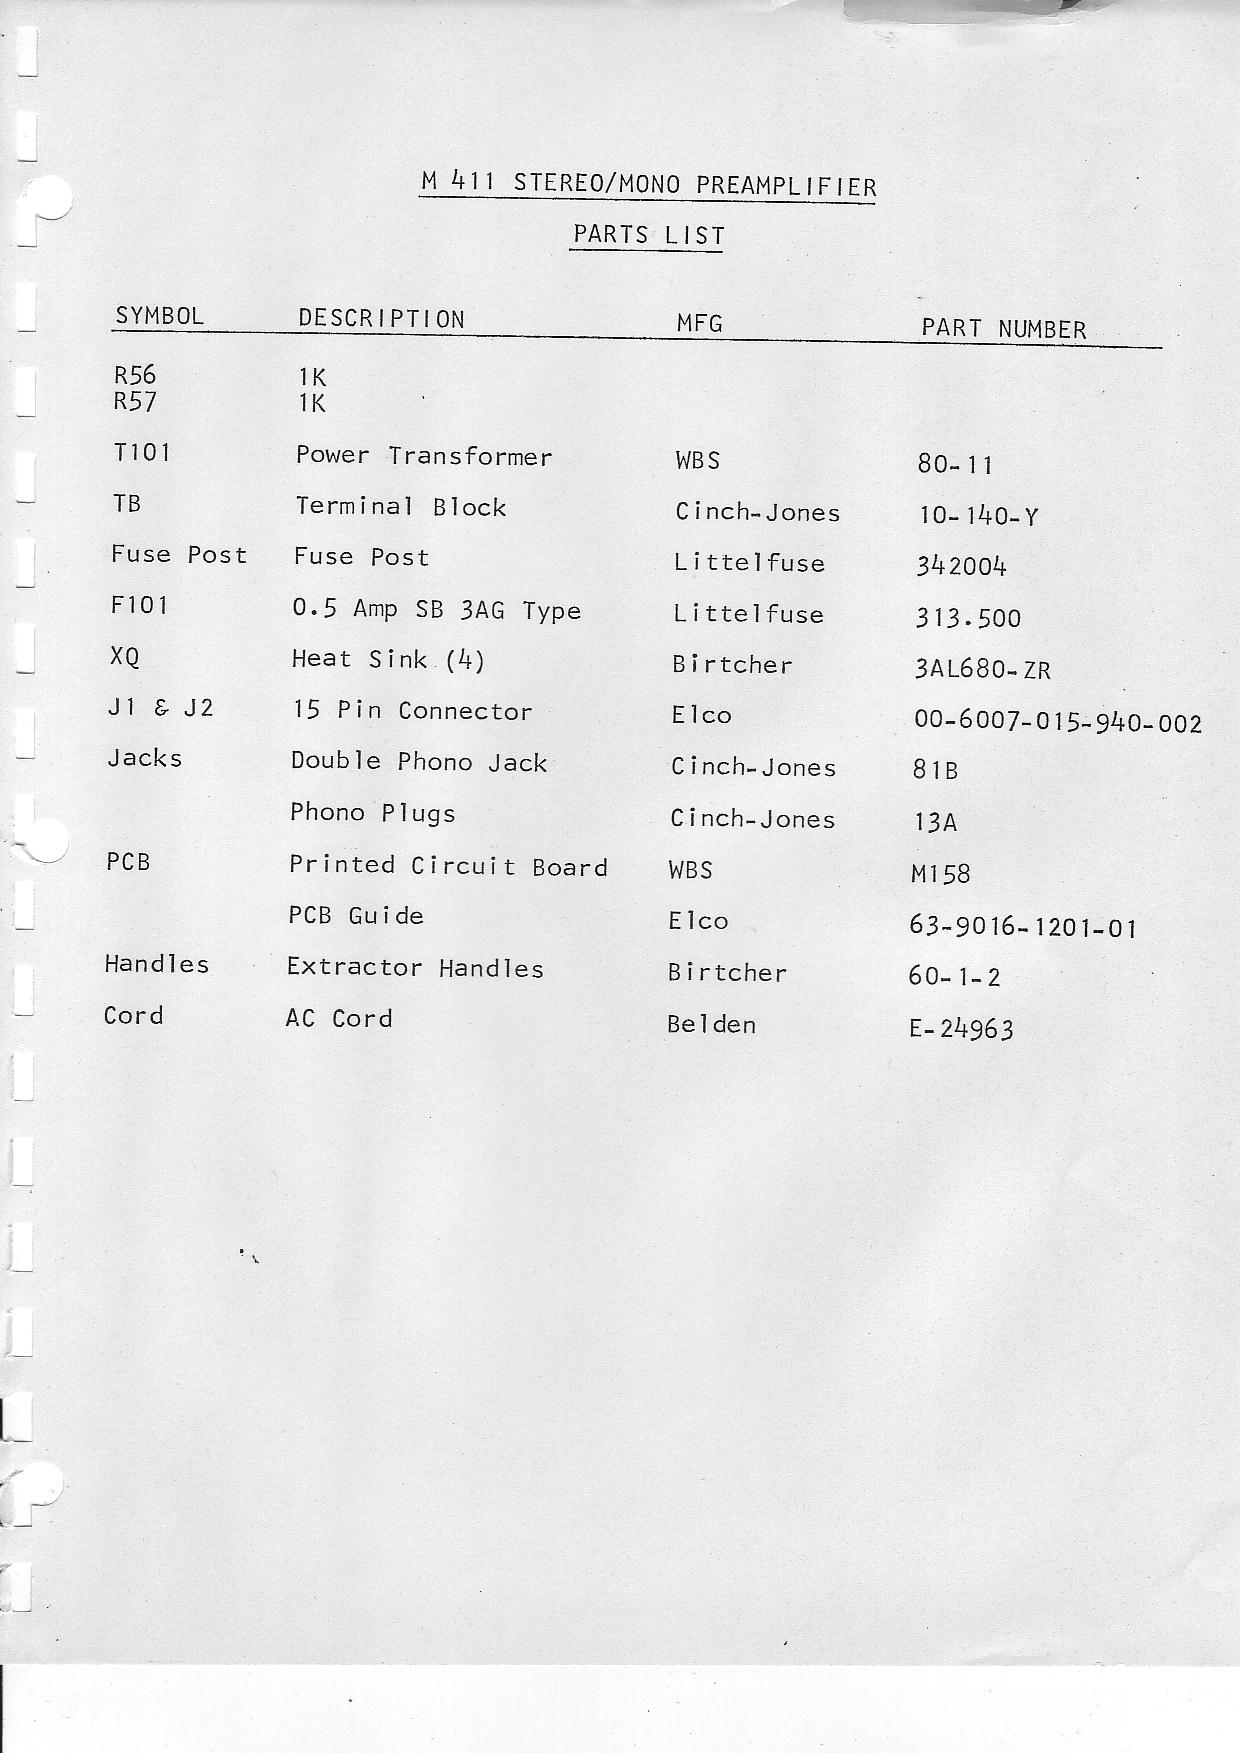 M 411 STEREO/MONO PREAMPLIFIER
PARTS LIST
SYMBOL DESCRIPTION MFG PART NUMBER
R56 1K
R57 1K
T101 Power Transformer WBS 80-11
TB Terminal Block Cinch-Jones 10-140-Y
Fuse Post Fuse Post Littelfuse 342004
F101 0.5 Amp SB 3AG Type Littelfuse 313.500
XQ Heat Sink (4) Birtcher 3AL680-ZR
J1 & J2 15 Pin Connector Elco 00-6007-015-940-002
Jacks Double Phono Jack Cinch-Jones 81B
Phono Plugs Cinch-Jones 13A
PCB Printed Circuit Board WBS M158
PCB Guide Elco 63-9016-1201-01
Handles Extractor Handles Birtcher 60-1-2
Cord AC Cord Belden E-24963